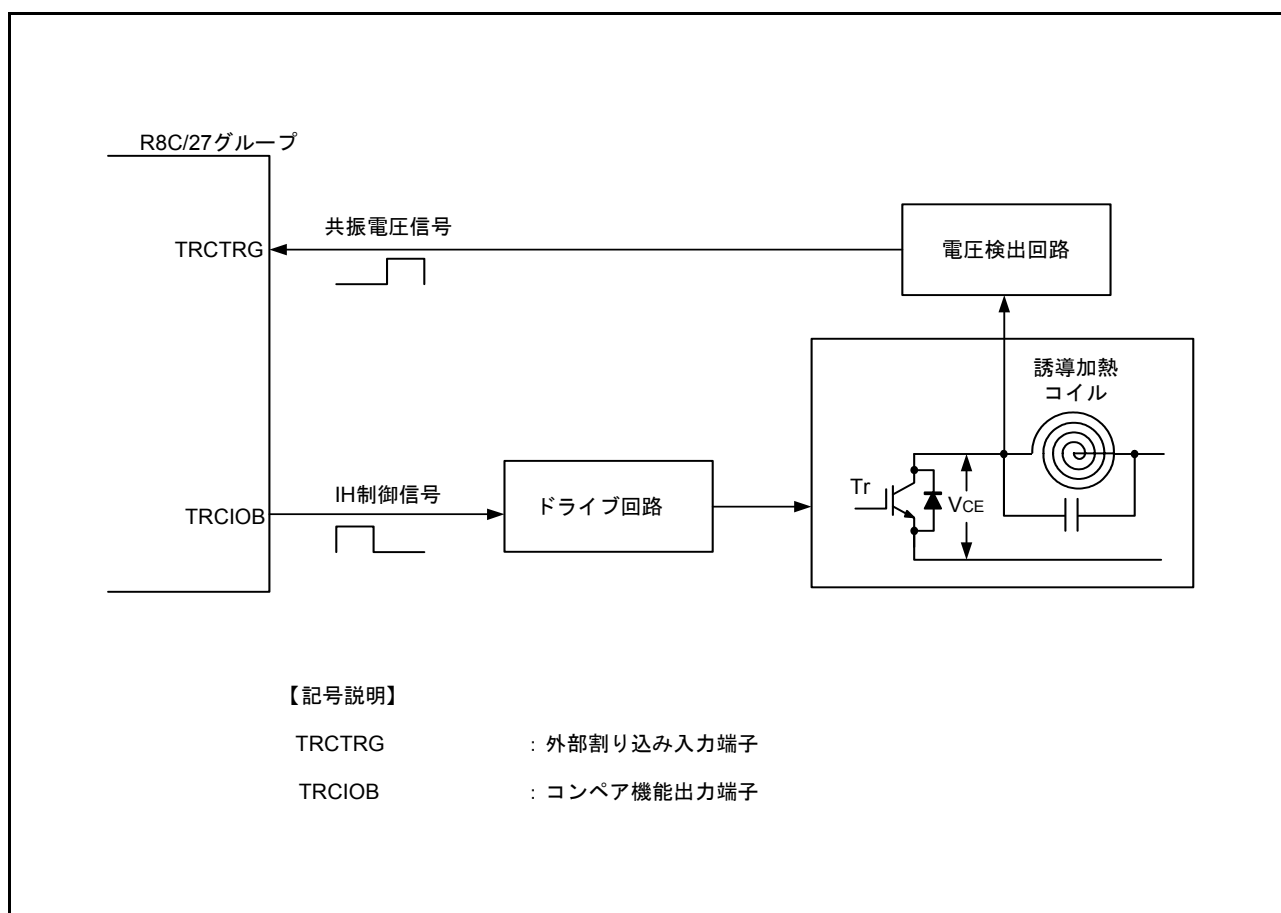 R8C/27グループ
共振電圧信号
TRCTRG
電圧検出回路
誘導加熱
コイル
IH制御信号
TRCIOB
ドライブ回路
Tr
VCE
【記号説明】
TRCTRG : 外部割り込み入力端子
TRCIOB : コンペア機能出力端子